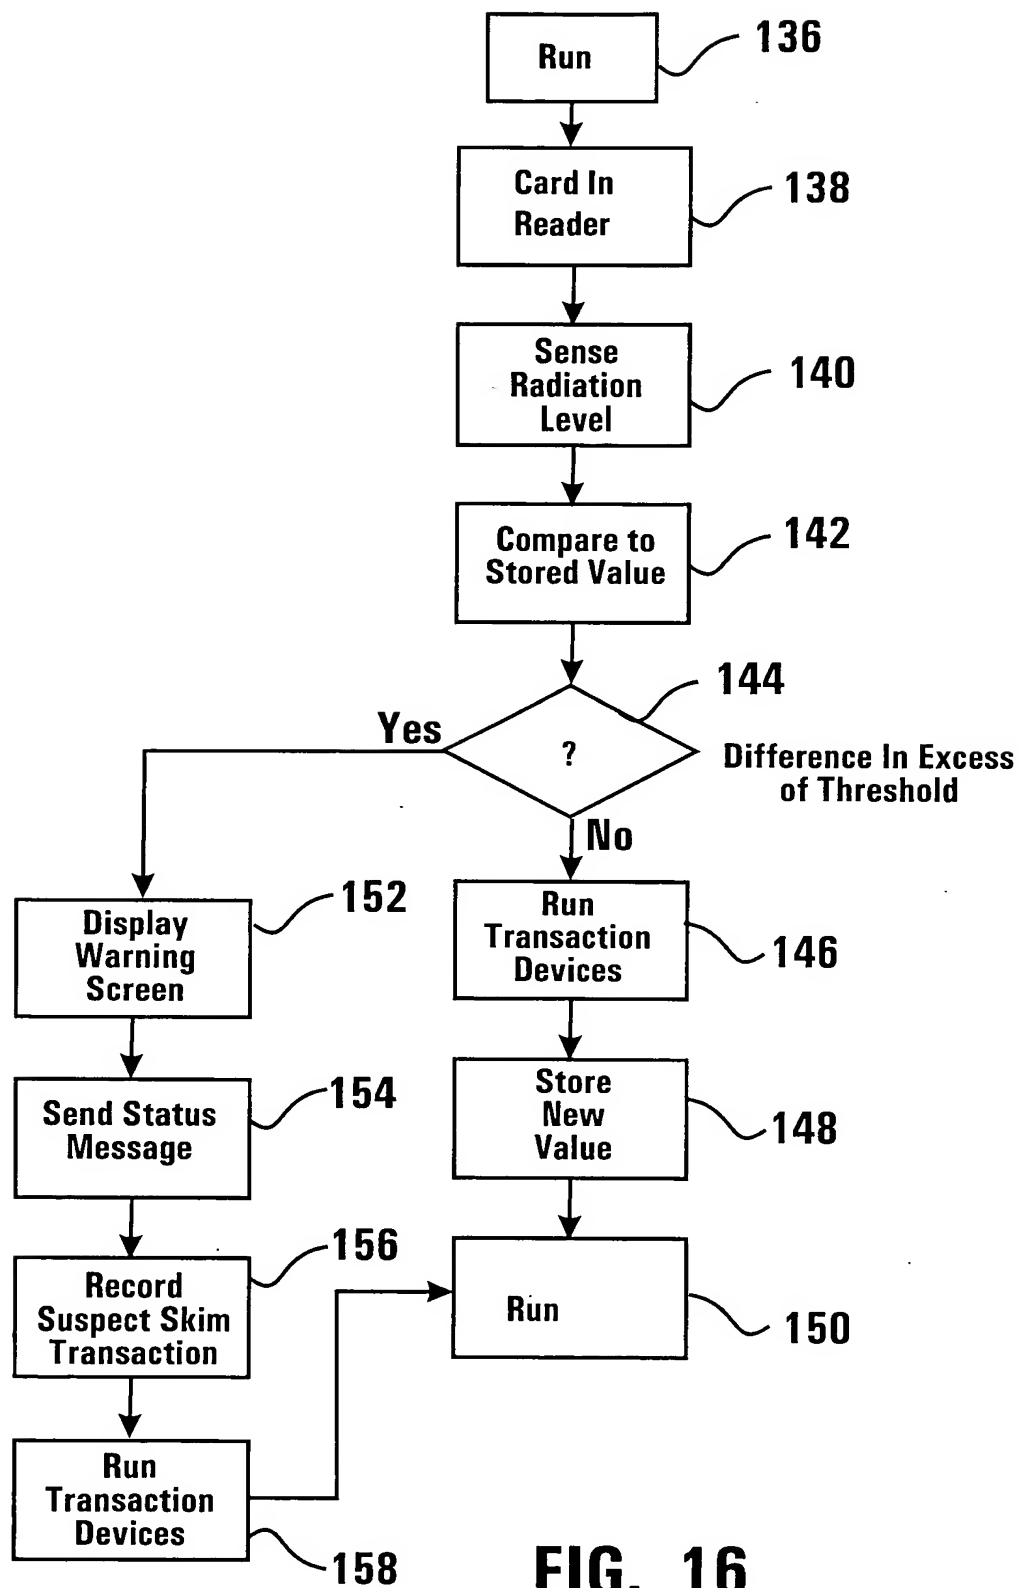 Run
136
Card In
Reader
138
Sense
Radiation
Level
140
Compare to
Stored Value
142
144
Yes
?
Difference In Excess
of Threshold
No
Display
Warning
Screen
152
Run
Transaction
Devices
146
Send Status
Message
154
Store
New
Value
148
Record
Suspect Skim
Transaction
156
Run
150
Run
Transaction
Devices
158
FIG. 16